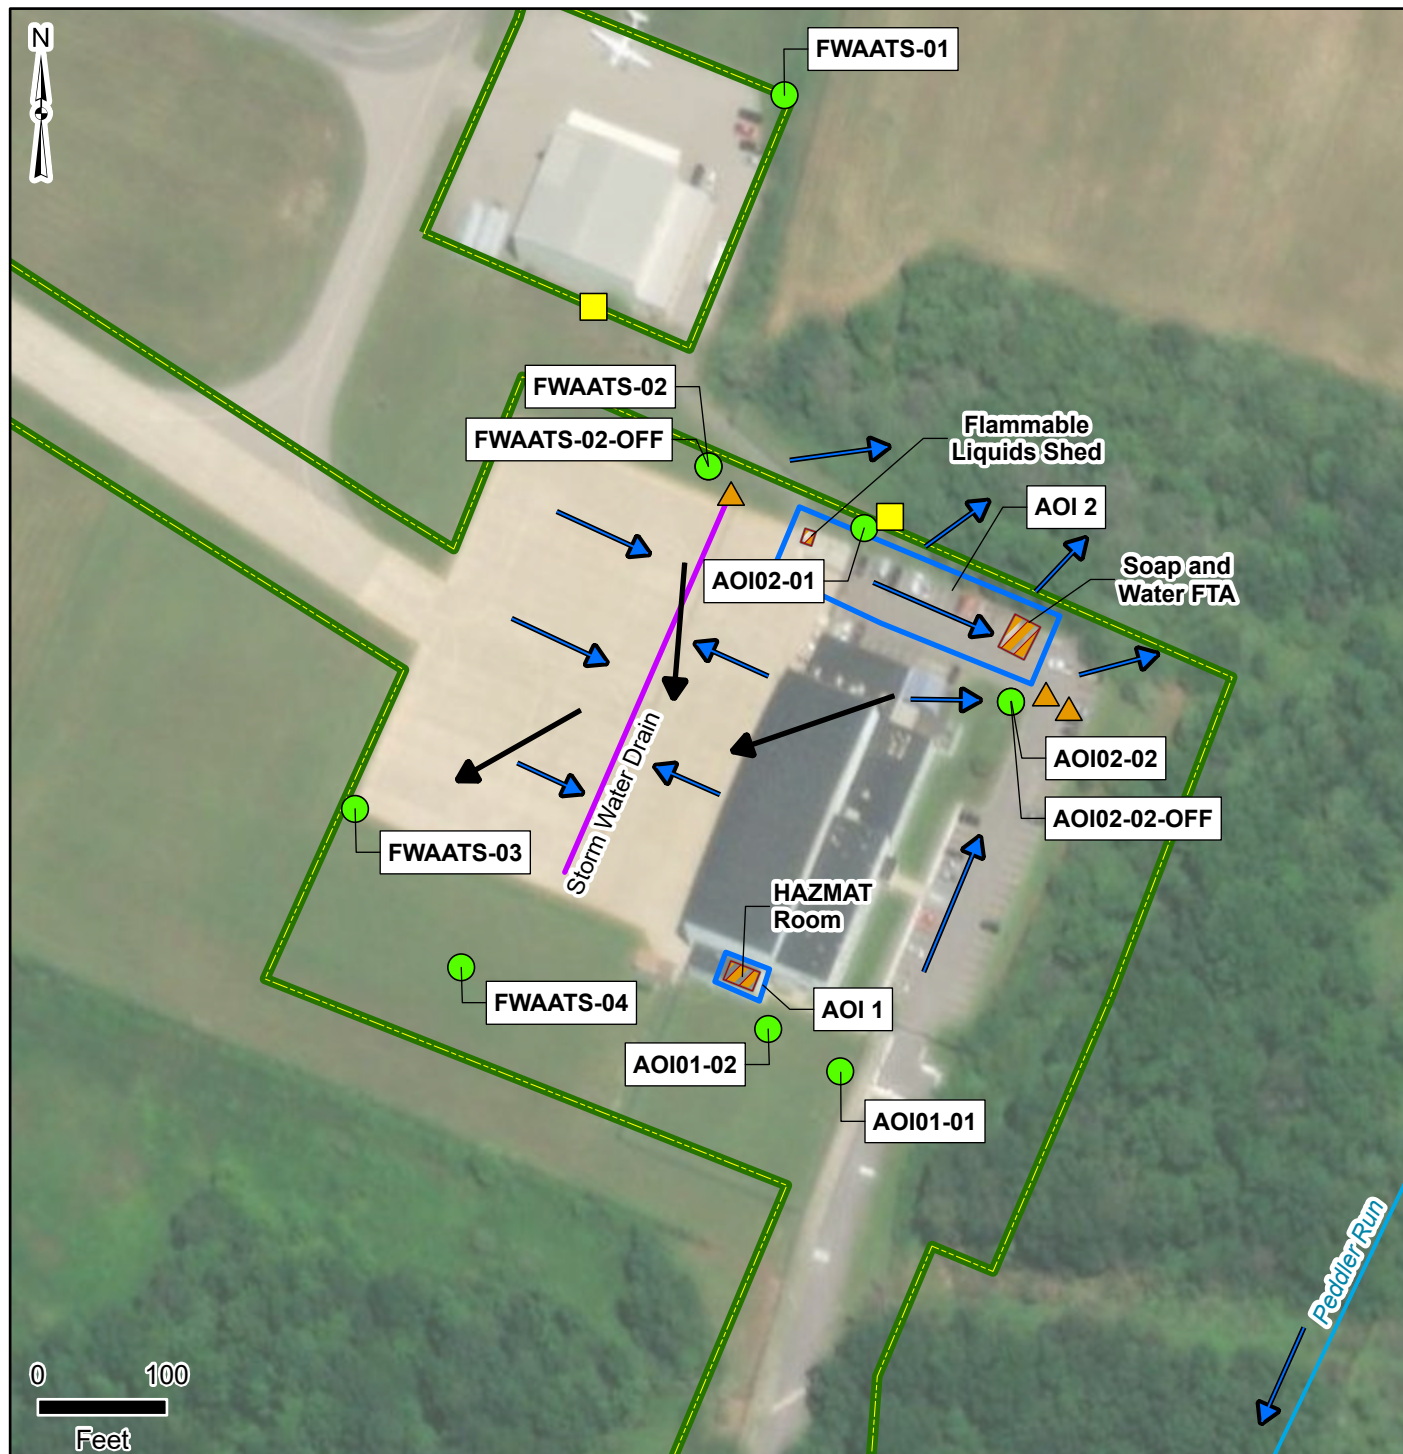 N
FWAATS-01
FWAATS-02
FWAATS-02-OFF
Flammable
Liquids Shed
AOI 2
AOI02-01
Soap and
Water FTA
Storm Water Drain
AOI02-02
AOI02-02-OFF
FWAATS-03
HAZMAT
Room
FWAATS-04
AOI 1
AOI01-02
AOI01-01
Peddler Run
0 100
Feet